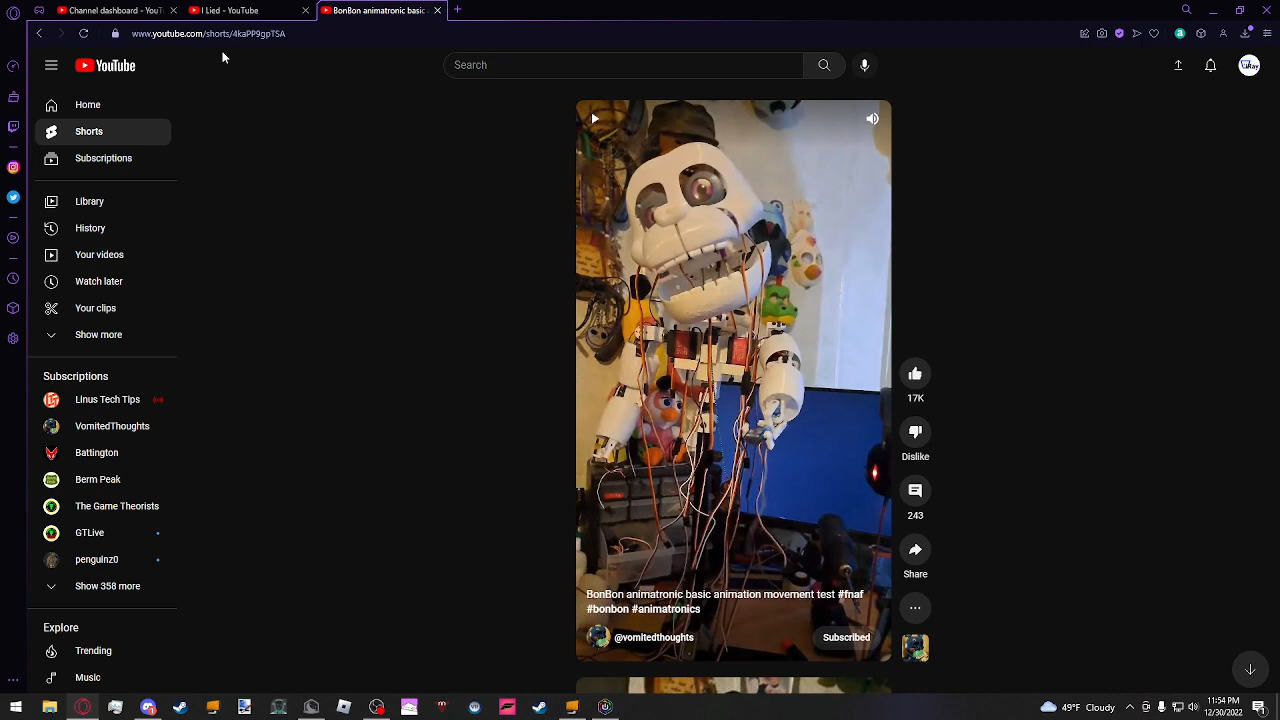 Channel dashboard - YouTu
I Lied - YouTube
BonBon animatronic basic
www.youtube.com/shorts/4kaPP9gpTSA
YouTube
Search
Home
Shorts
Subscriptions
Library
History
Your videos
Watch later
Your clips
Show more
Subscriptions
Linus Tech Tips
VomitedThoughts
Battington
Berm Peak
The Game Theorists
GTLive
penguinz0
Show 358 more
Explore
Trending
Music
17K
Dislike
243
Share
BonBon animatronic basic animation movement test #fnaf
#bonbon #animatronics
@vomitedthoughts
Subscribed
49°F Cloudy
11:54 PM
12/30/2022